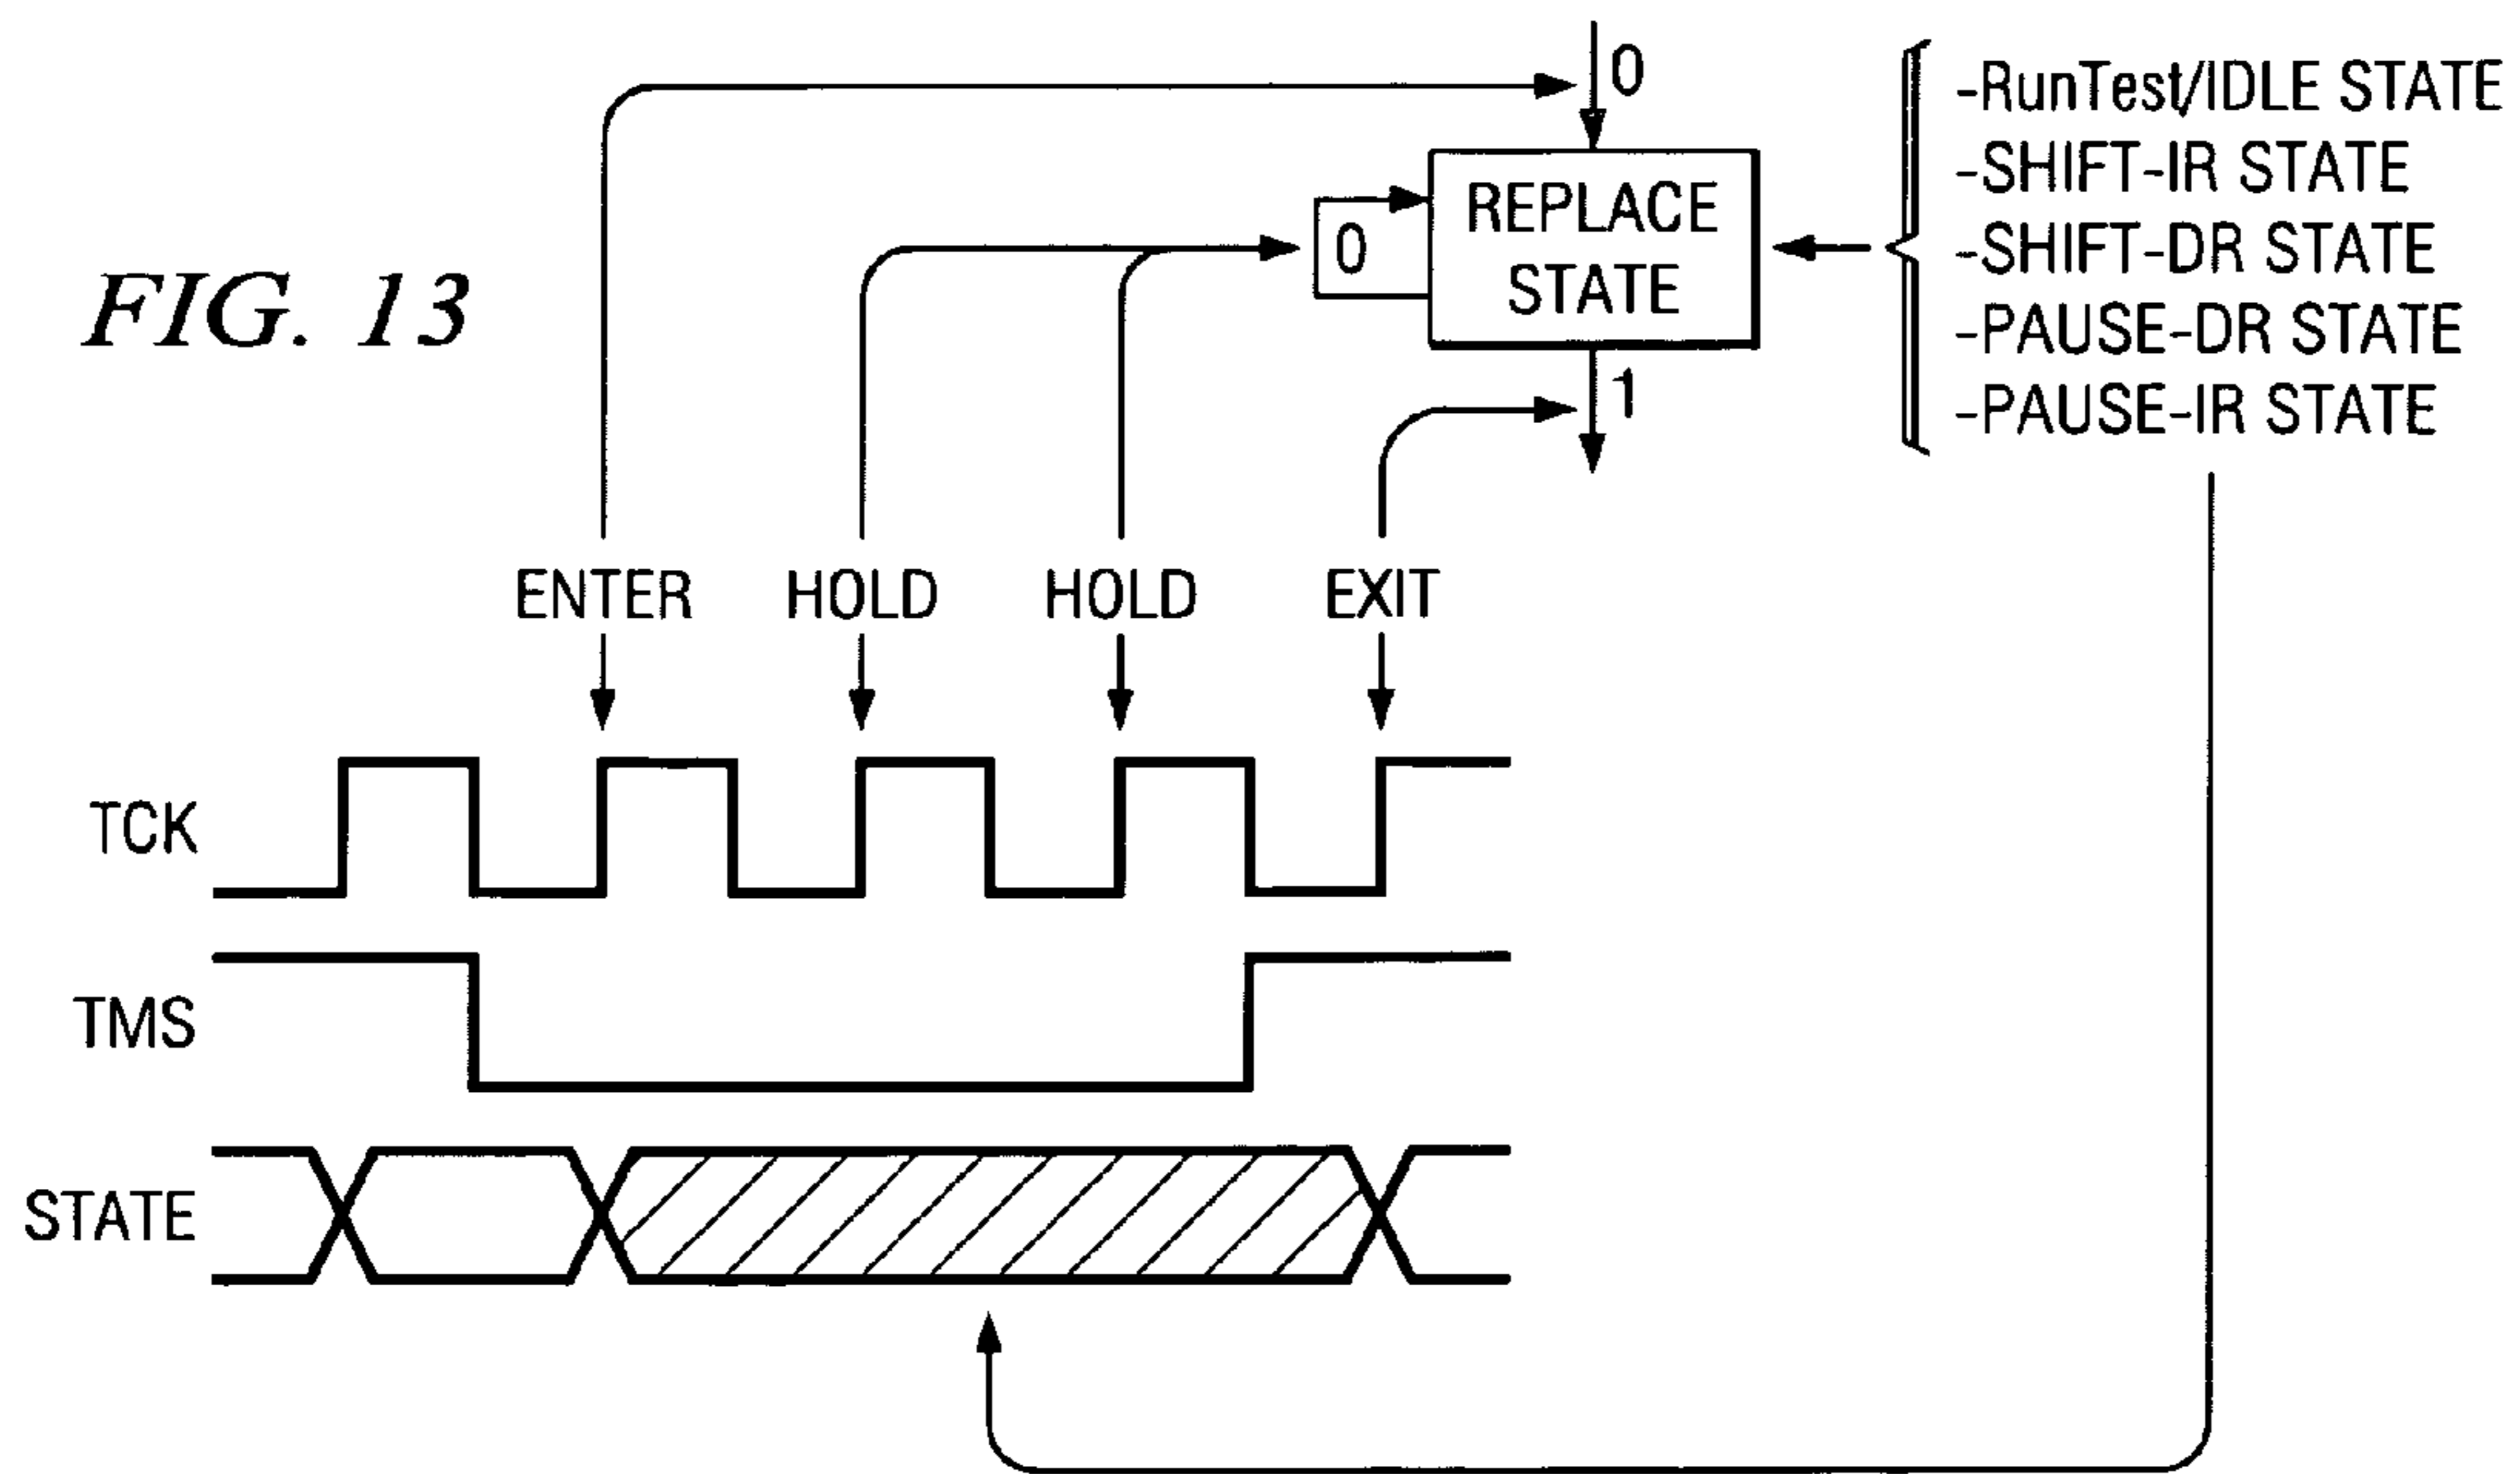 FIG. 13
0
REPLACE
STATE
0
1
-RunTest/IDLE STATE
-SHIFT-IR STATE
-SHIFT-DR STATE
-PAUSE-DR STATE
-PAUSE-IR STATE
ENTER HOLD HOLD EXIT
TCK
TMS
STATE